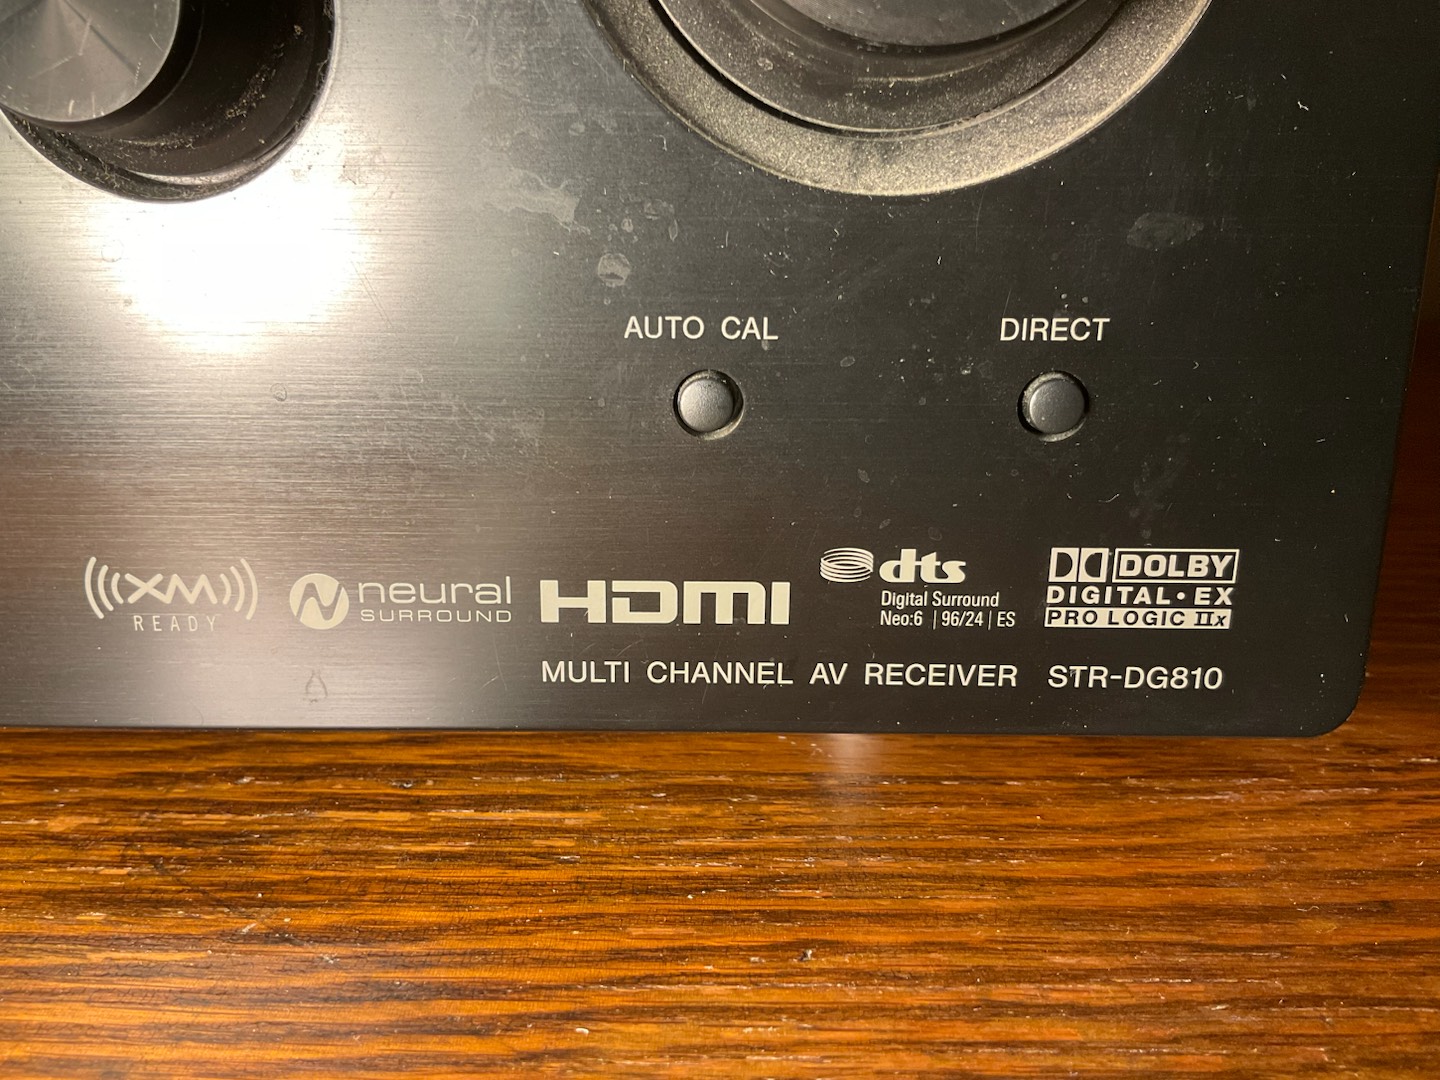 AUTO CAL
DIRECT
XM
READY
neural
SURROUND
HDMI
dts
Digital Surround
Neo:6 | 96/24 | ES
DOLBY
DIGITAL·EX
PRO LOGIC IIx
MULTI CHANNEL AV RECEIVER STR-DG810